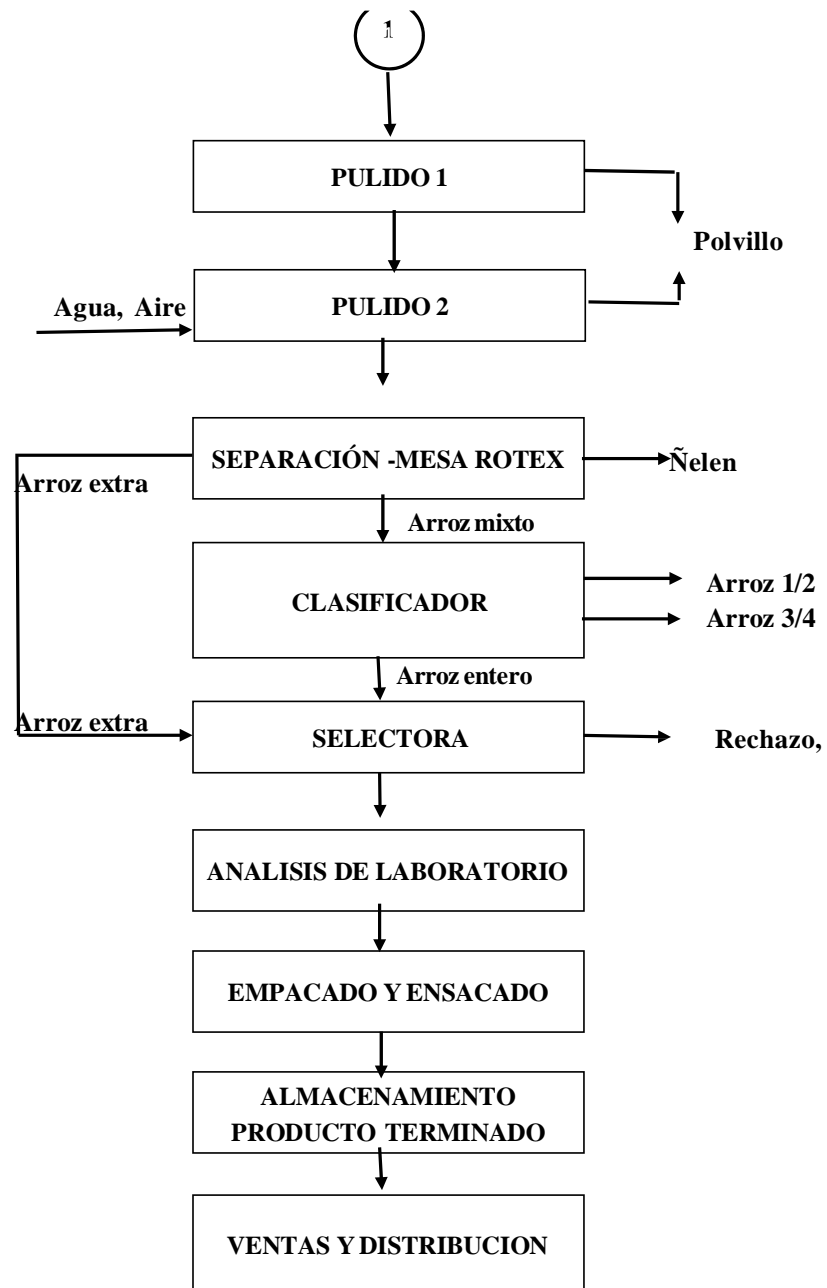 1
PULIDO 1
Polvillo
Agua, Aire
PULIDO 2
SEPARACIÓN -MESA ROTEX
Ñelen
Arroz extra
Arroz mixto
CLASIFICADOR
Arroz 1/2
Arroz 3/4
Arroz entero
Arroz extra
SELECTORA
Rechazo,
ANALISIS DE LABORATORIO
EMPACADO Y ENSACADO
ALMACENAMIENTO
PRODUCTO TERMINADO
VENTAS Y DISTRIBUCION